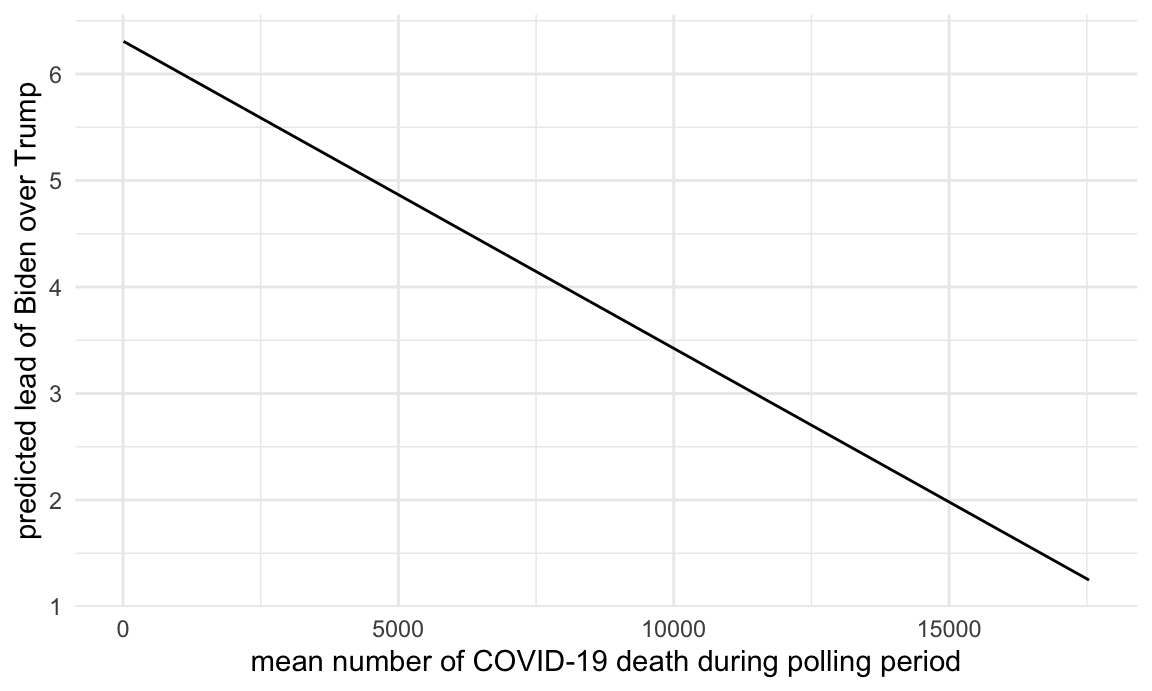 predicted lead of Biden over Trump
6
5
4
3
2
1
0 5000 10000 15000
mean number of COVID-19 death during polling period